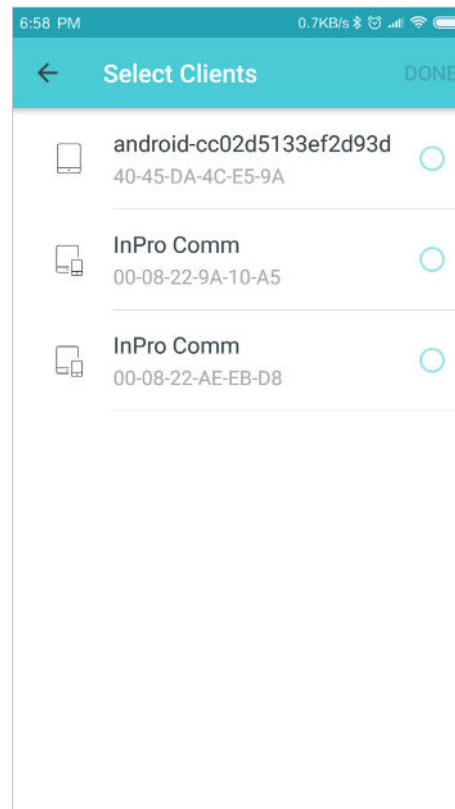 6:58 PM 0.7KB/s
Select Clients DONE
android-cc02d5133ef2d93d
40-45-DA-4C-E5-9A
InPro Comm
00-08-22-9A-10-A5
InPro Comm
00-08-22-AE-EB-D8